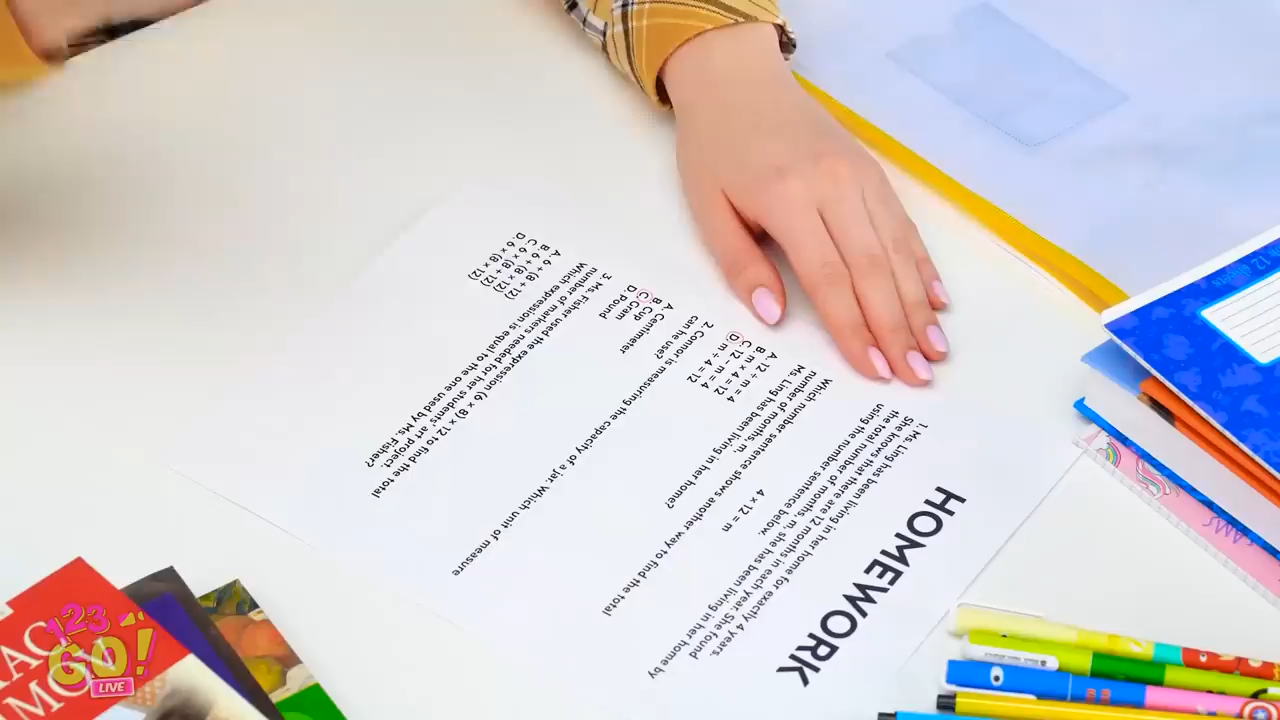 HOMEWORK
1. Ms. Ling has been living in her home for exactly 4 years.
She knows that there are 12 months in each year. She found
the total number of months, m, she has been living in her home by
using the number sentence below.
4 x 12 = m
Which number sentence shows another way to find the total
number of months, m,
Ms. Ling has been living in her home?
A. 12 ÷ m = 4
B. m x 4 = 12
C. 12 – m = 4
D. m ÷ 4 = 12
2. Conor is measuring the capacity of a jar. Which unit of measure
can he use?
A. Centimeter
B. Cup
C. Gram
D. Pound
3. Ms. Fisher used the expression (6 x 8) x 12 to find the total
number of markers needed for her students' art project.
Which expression is equal to the one used by Ms. Fisher?
A. 6 + (8 + 12)
B. 6 + (8 x 12)
C. 6 x (8 + 12)
D. 6 x (8 x 12)
123
GO!
LIVE